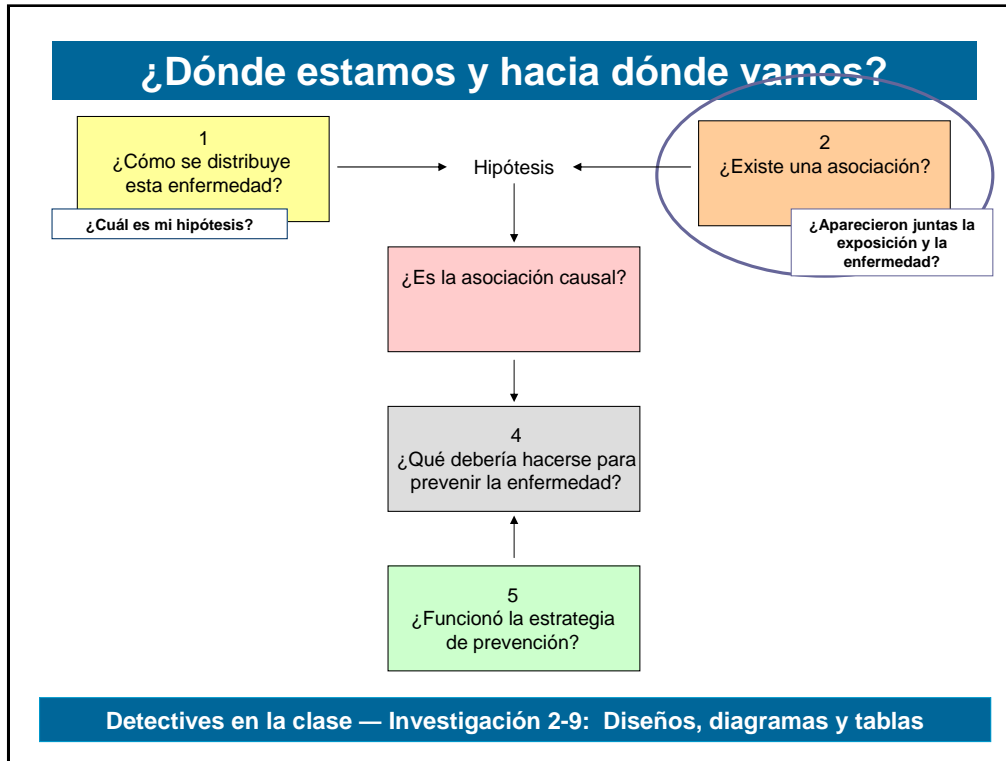 ¿Dónde estamos y hacia dónde vamos?
1
¿Cómo se distribuye
esta enfermedad?
¿Cuál es mi hipótesis?
Hipótesis
2
¿Existe una asociación?
¿Aparecieron juntas la
exposición y la
enfermedad?
¿Es la asociación causal?
4
¿Qué debería hacerse para
prevenir la enfermedad?
5
¿Funcionó la estrategia
de prevención?
Detectives en la clase — Investigación 2-9: Diseños, diagramas y tablas